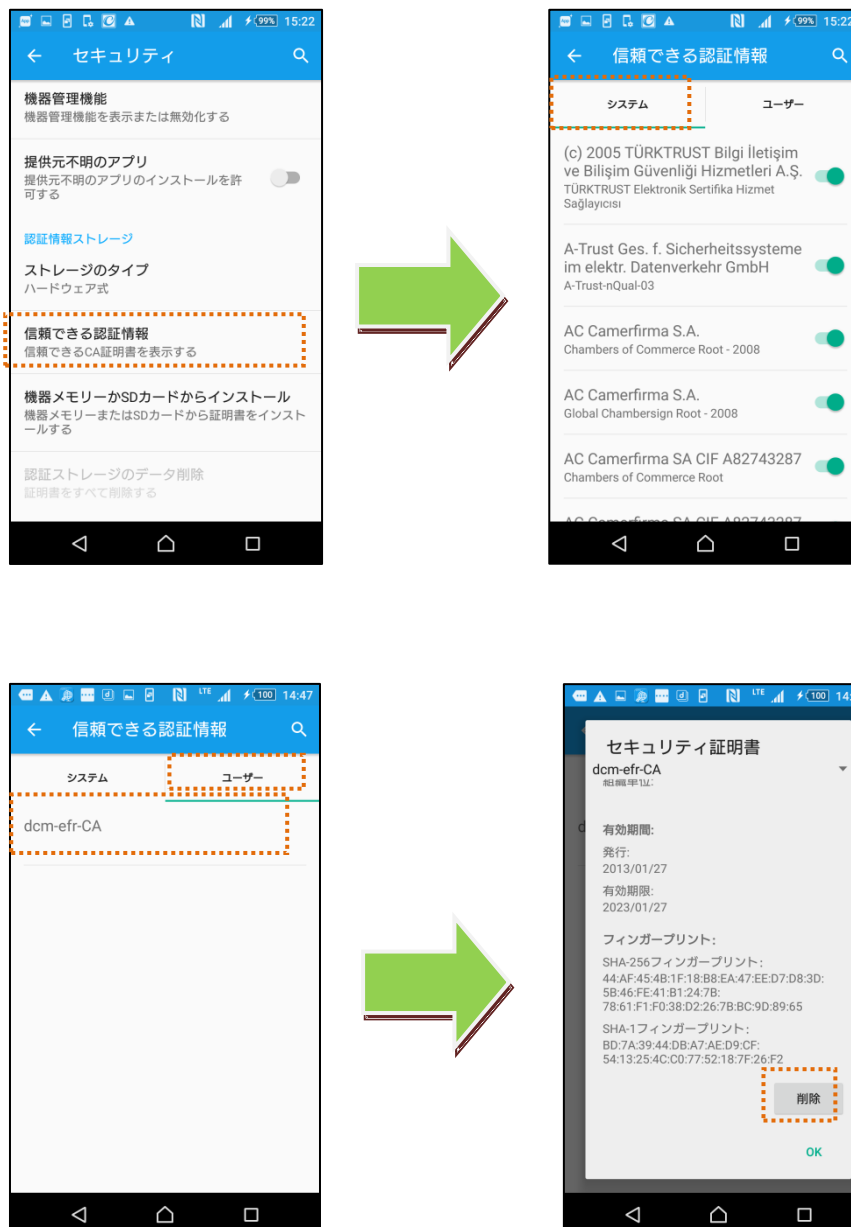 99% 15:22
セキュリティ
機器管理機能
機器管理機能を表示または無効化する
提供元不明のアプリ
提供元不明のアプリのインストールを許
可する
認証情報ストレージ
ストレージのタイプ
ハードウェア式
信頼できる認証情報
信頼できるCA証明書を表示する
機器メモリーかSDカードからインストール
機器メモリーまたはSDカードから証明書をインスト
ールする
認証ストレージのデータ削除
証明書をすべて削除する
99% 15:22
信頼できる認証情報
システム
ユーザー
(c) 2005 TÜRKTRUST Bilgi İletişim
ve Bilişim Güvenliği Hizmetleri A.Ş.
TÜRKTRUST Elektronik Sertifika Hizmet
Sağlayıcısı
A-Trust Ges. f. Sicherheitssysteme
im elektr. Datenverkehr GmbH
A-Trust-nQual-03
AC Camerfirma S.A.
Chambers of Commerce Root - 2008
AC Camerfirma S.A.
Global Chambersign Root - 2008
AC Camerfirma SA CIF A82743287
Chambers of Commerce Root
AC Camerfirma SA CIF A82743287
LTE 100 14:47
信頼できる認証情報
システム
ユーザー
dcm-efr-CA
LTE 100 14:
セキュリティ証明書
dcm-efr-CA
組織単位:
有効期間:
発行:
2013/01/27
有効期限:
2023/01/27
フィンガープリント:
SHA-256フィンガープリント:
44:AF:45:4B:1F:18:B8:EA:47:EE:D7:D8:3D:
5B:46:FE:41:B1:24:7B:
78:61:F1:F0:38:D2:26:7B:BC:9D:89:65
SHA-1フィンガープリント:
BD:7A:39:44:DB:A7:AE:D9:CF:
54:13:25:4C:C0:77:52:18:7F:26:F2
削除
OK